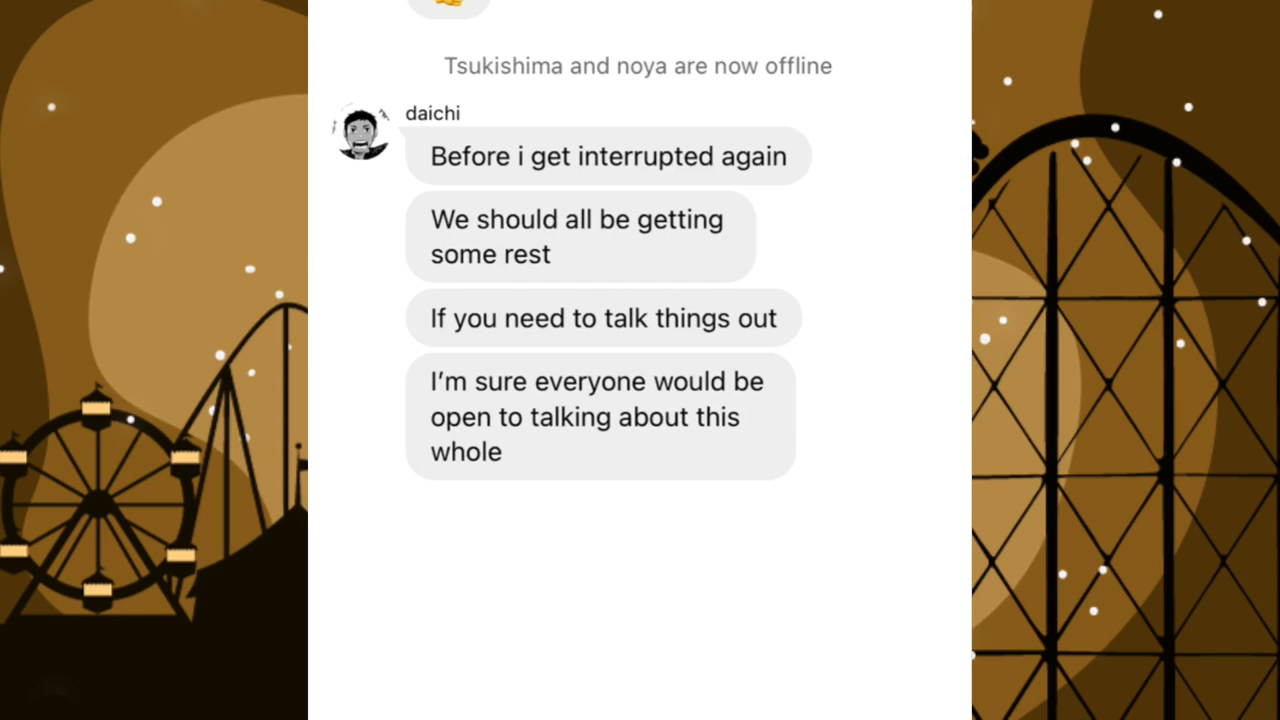 Tsukishima and noya are now offline
daichi
Before i get interrupted again
We should all be getting
some rest
If you need to talk things out
I’m sure everyone would be
open to talking about this
whole